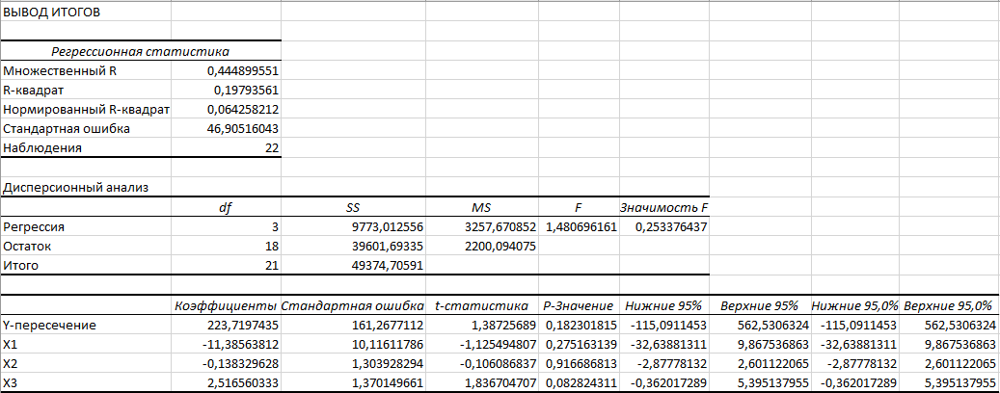 ВЫВОД ИТОГОВ
Регрессионная статистика
Множественный R 0,444899551
R-квадрат 0,19793561
Нормированный R-квадрат 0,064258212
Стандартная ошибка 46,90516043
Наблюдения 22
Дисперсионный анализ
df SS MS F Значимость F
Регрессия 3 9773,012556 3257,670852 1,480696161 0,253376437
Остаток 18 39601,69335 2200,094075
Итого 21 49374,70591
Коэффициенты Стандартная ошибка t-статистика P-Значение Нижние 95% Верхние 95% Нижние 95,0% Верхние 95,0%
Y-пересечение 223,7197435 161,2677112 1,38725689 0,182301815 -115,0911453 562,5306324 -115,0911453 562,5306324
X1 -11,38563812 10,11611786 -1,125494807 0,275163139 -32,63881311 9,867536863 -32,63881311 9,867536863
X2 -0,138329628 1,303928294 -0,106086837 0,916686813 -2,87778132 2,601122065 -2,87778132 2,601122065
X3 2,516560333 1,370149661 1,836704707 0,082824311 -0,362017289 5,395137955 -0,362017289 5,395137955